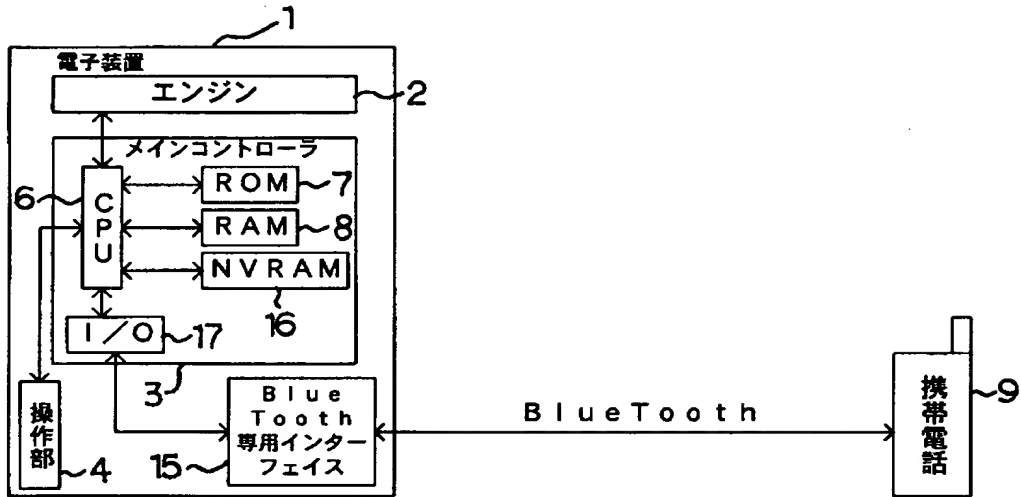 1
電子装置
エンジン
2
メインコントローラ
6
CPU
ROM
7
RAM
8
NVRAM
16
I/O
17
3
操作部
4
Blue
Tooth
専用インター
フェイス
15
BlueTooth
携帯電話
9